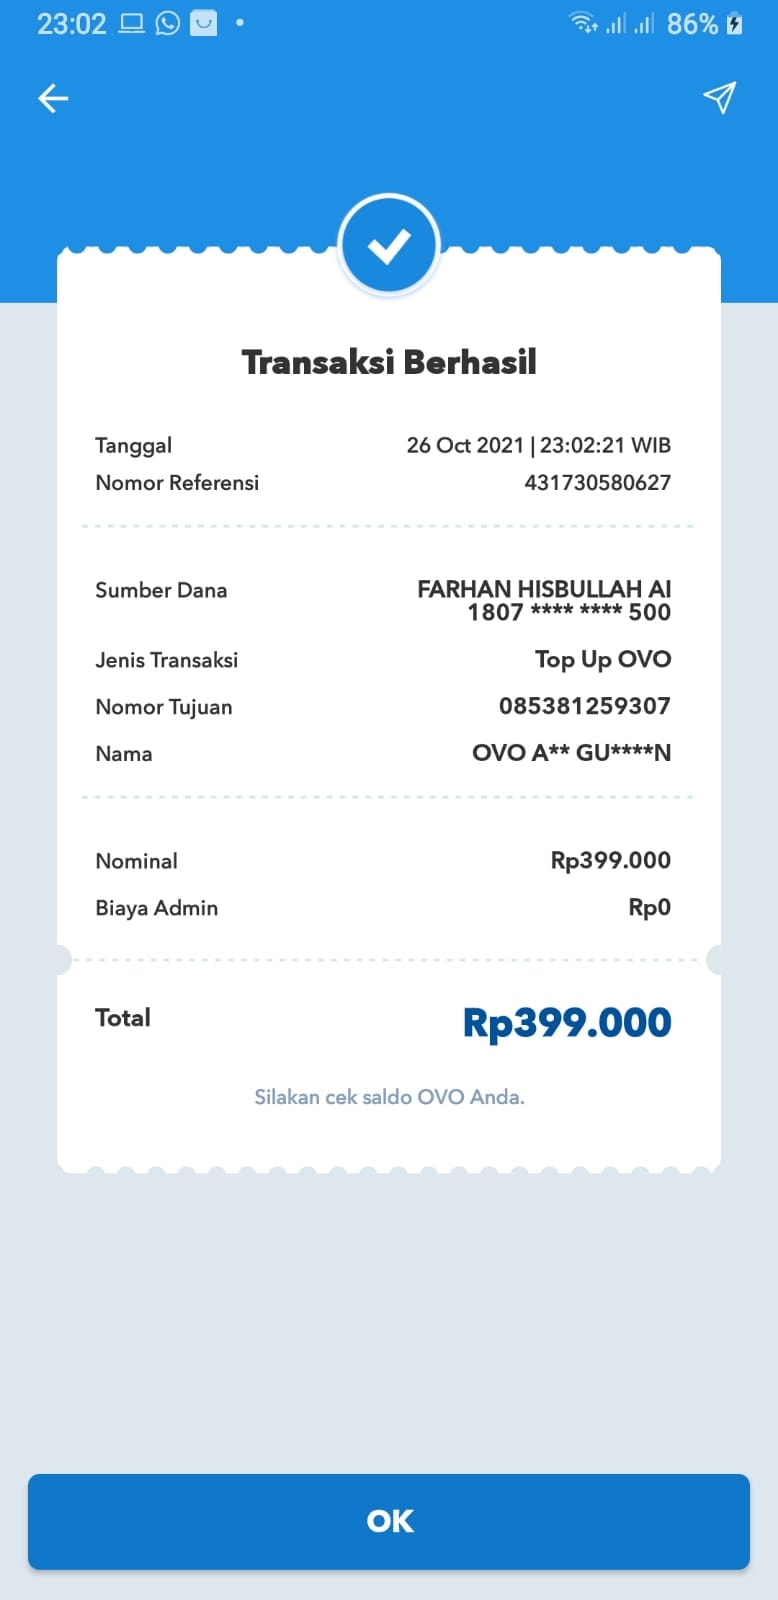 23:02
86%
Transaksi Berhasil
Tanggal 26 Oct 2021 | 23:02:21 WIB
Nomor Referensi 431730580627
Sumber Dana FARHAN HISBULLAH AI
1807 **** **** 500
Jenis Transaksi Top Up OVO
Nomor Tujuan 085381259307
Nama OVO A** GU****N
Nominal Rp399.000
Biaya Admin Rp0
Total Rp399.000
Silakan cek saldo OVO Anda.
OK